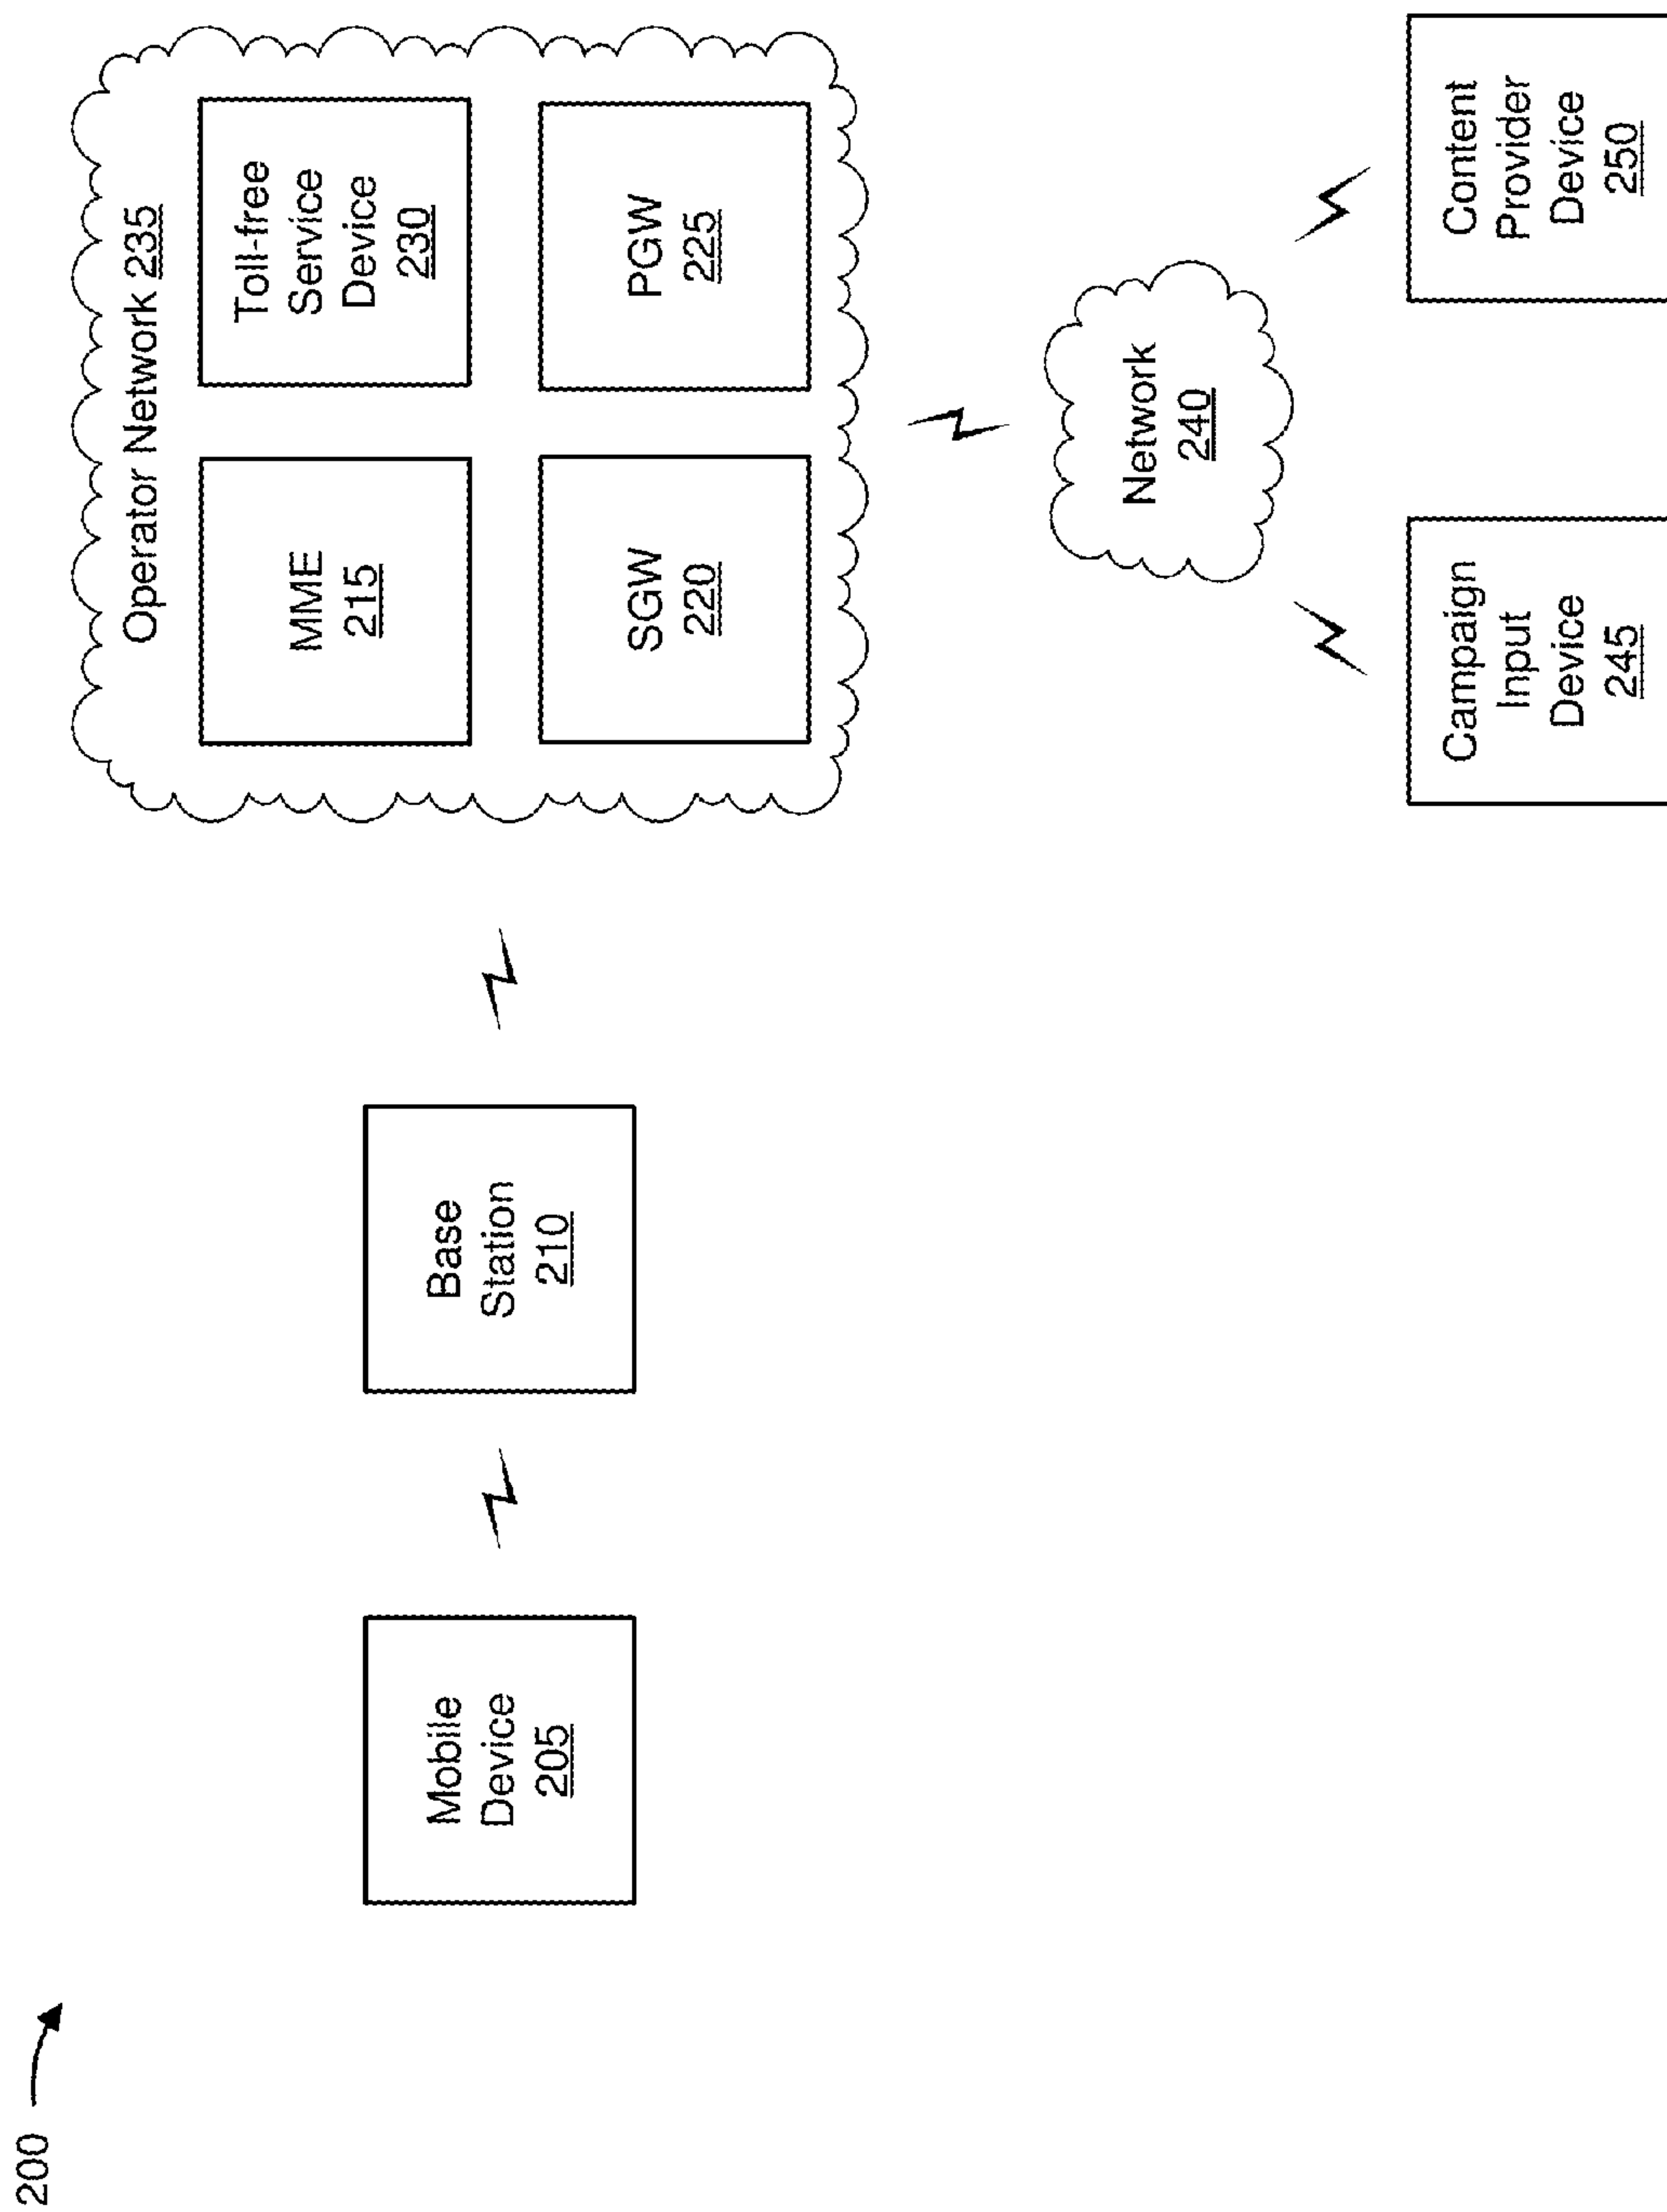 200
Operator Network 235
Mobile
Device
205
Base
Station
210
MME
215
Toll-free
Service
Device
230
SGW
220
PGW
225
Network
240
Campaign
Input
Device
245
Content
Provider
Device
250